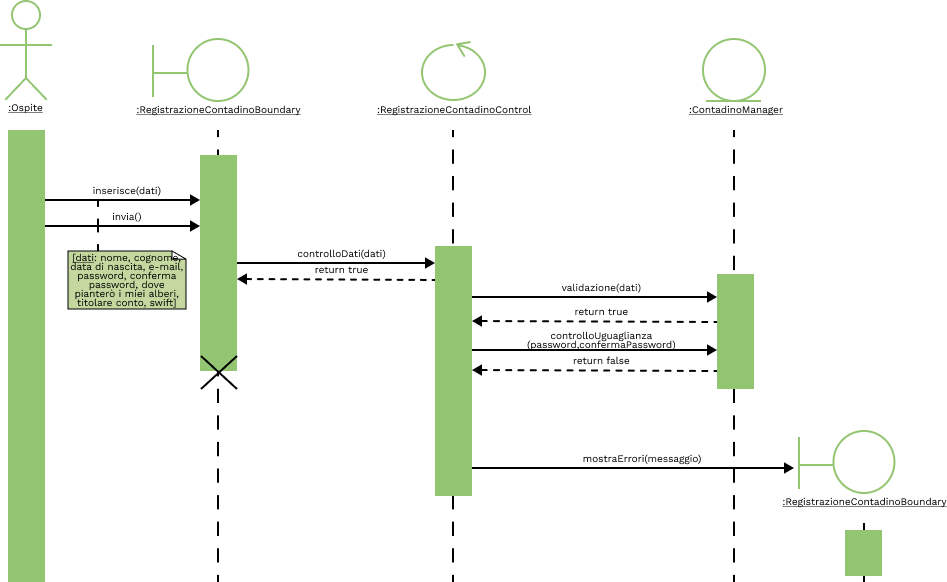 :Ospite
:RegistrazioneContadinoBoundary
:RegistrazioneContadinoControl
:ContadinoManager
inserisce(dati)
invia()
[dati: nome, cognome,
data di nascita, e-mail,
password, conferma
password, dove
pianterò i miei alberi,
titolare conto, swift]
controlloDati(dati)
return true
validazione(dati)
return true
controlloUguaglianza
(password,confermaPassword)
return false
mostraErrori(messaggio)
:RegistrazioneContadinoBoundary